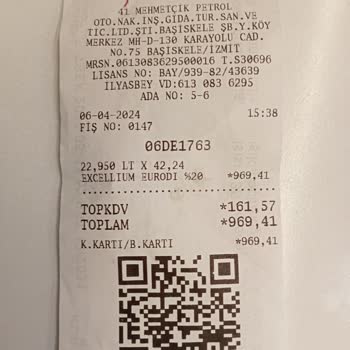 41 MEHMETÇİK PETROL
OTO.NAK.İNŞ.GIDA.TUR.SAN.VE
TİC.LTD.ŞTİ.BAŞİSKELE ŞB.Y.KÖY
MERKEZ MH-D-130 KARAYOLU CAD.
NO.75 BAŞİSKELE/İZMİT
MRSN.0613083629500016 T.S30696
LISANS NO: BAY/939-82/43639
ILYASBEY VD:613 083 6295
ADA NO: 5-6
06-04-2024 15:38
FİŞ NO: 0147
06DE1763
22,950 LT X 42,24
EXCELLIUM EURODI %20 *969,41
TOPKDV *161,57
TOPLAM *969,41
K.KARTI/B.KARTI *969,41